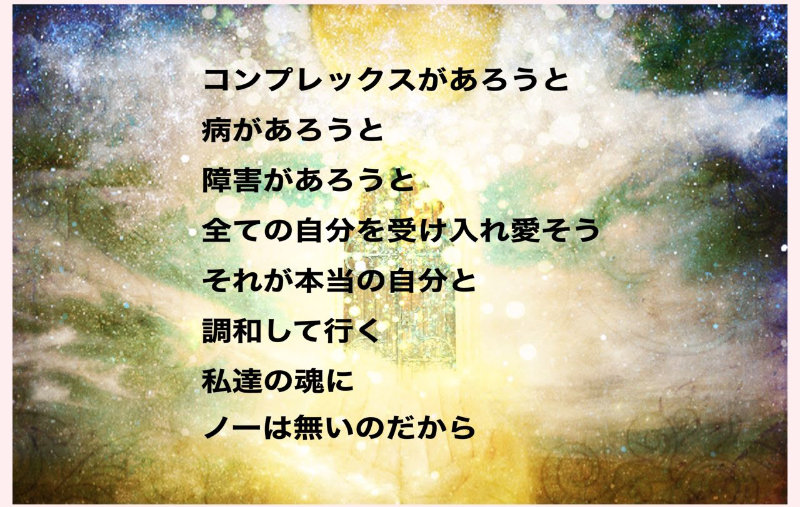 コンプレックスがあろうと
病があろうと
障害があろうと
全ての自分を受け入れ愛そう
それが本当の自分と
調和して行く
私達の魂に
ノーは無いのだから